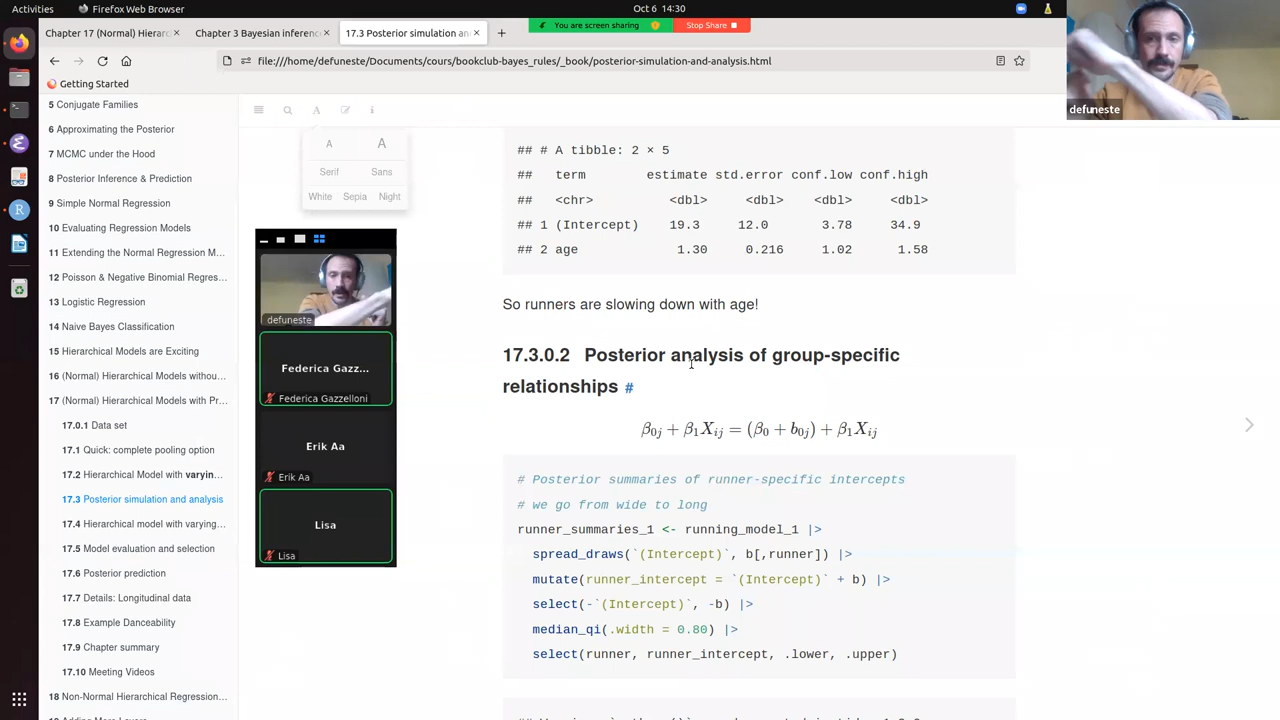 Activities
Firefox Web Browser
Oct 6 14:30
You are screen sharing
Stop Share
Chapter 17 (Normal) Hierarc
Chapter 3 Bayesian inferenc
17.3 Posterior simulation an
file:///home/defuneste/Documents/cours/bookclub-bayes_rules/_book/posterior-simulation-and-analysis.html
Getting Started
defuneste
5 Conjugate Families
6 Approximating the Posterior
7 MCMC under the Hood
8 Posterior Inference & Prediction
9 Simple Normal Regression
10 Evaluating Regression Models
11 Extending the Normal Regression M...
12 Poisson & Negative Binomial Regres...
13 Logistic Regression
14 Naive Bayes Classification
15 Hierarchical Models are Exciting
16 (Normal) Hierarchical Models withou...
17 (Normal) Hierarchical Models with Pr...
17.0.1 Data set
17.1 Quick: complete pooling option
17.2 Hierarchical Model with varyin...
17.3 Posterior simulation and analysis
17.4 Hierarchical model with varying...
17.5 Model evaluation and selection
17.6 Posterior prediction
17.7 Details: Longitudinal data
17.8 Example Danceability
17.9 Chapter summary
17.10 Meeting Videos
18 Non-Normal Hierarchical Regression...
A
A A
Serif Sans
White Sepia Night
defuneste
Federica Gazz...
Federica Gazzelloni
Erik Aa
Erik Aa
Lisa
Lisa
## # A tibble: 2 × 5
##   term        estimate std.error conf.low conf.high
##   <chr>          <dbl>     <dbl>    <dbl>     <dbl>
## 1 (Intercept)    19.3     12.0       3.78     34.9
## 2 age             1.30     0.216     1.02      1.58
So runners are slowing down with age!
17.3.0.2 Posterior analysis of group-specific
relationships #
β0j + β1Xij = (β0 + b0j) + β1Xij
# Posterior summaries of runner-specific intercepts
# we go from wide to long
runner_summaries_1 <- running_model_1 |>
spread_draws(`(Intercept)`, b[,runner]) |>
mutate(runner_intercept = `(Intercept)` + b) |>
select(-`(Intercept)`, -b) |>
median_qi(.width = 0.80) |>
select(runner, runner_intercept, .lower, .upper)